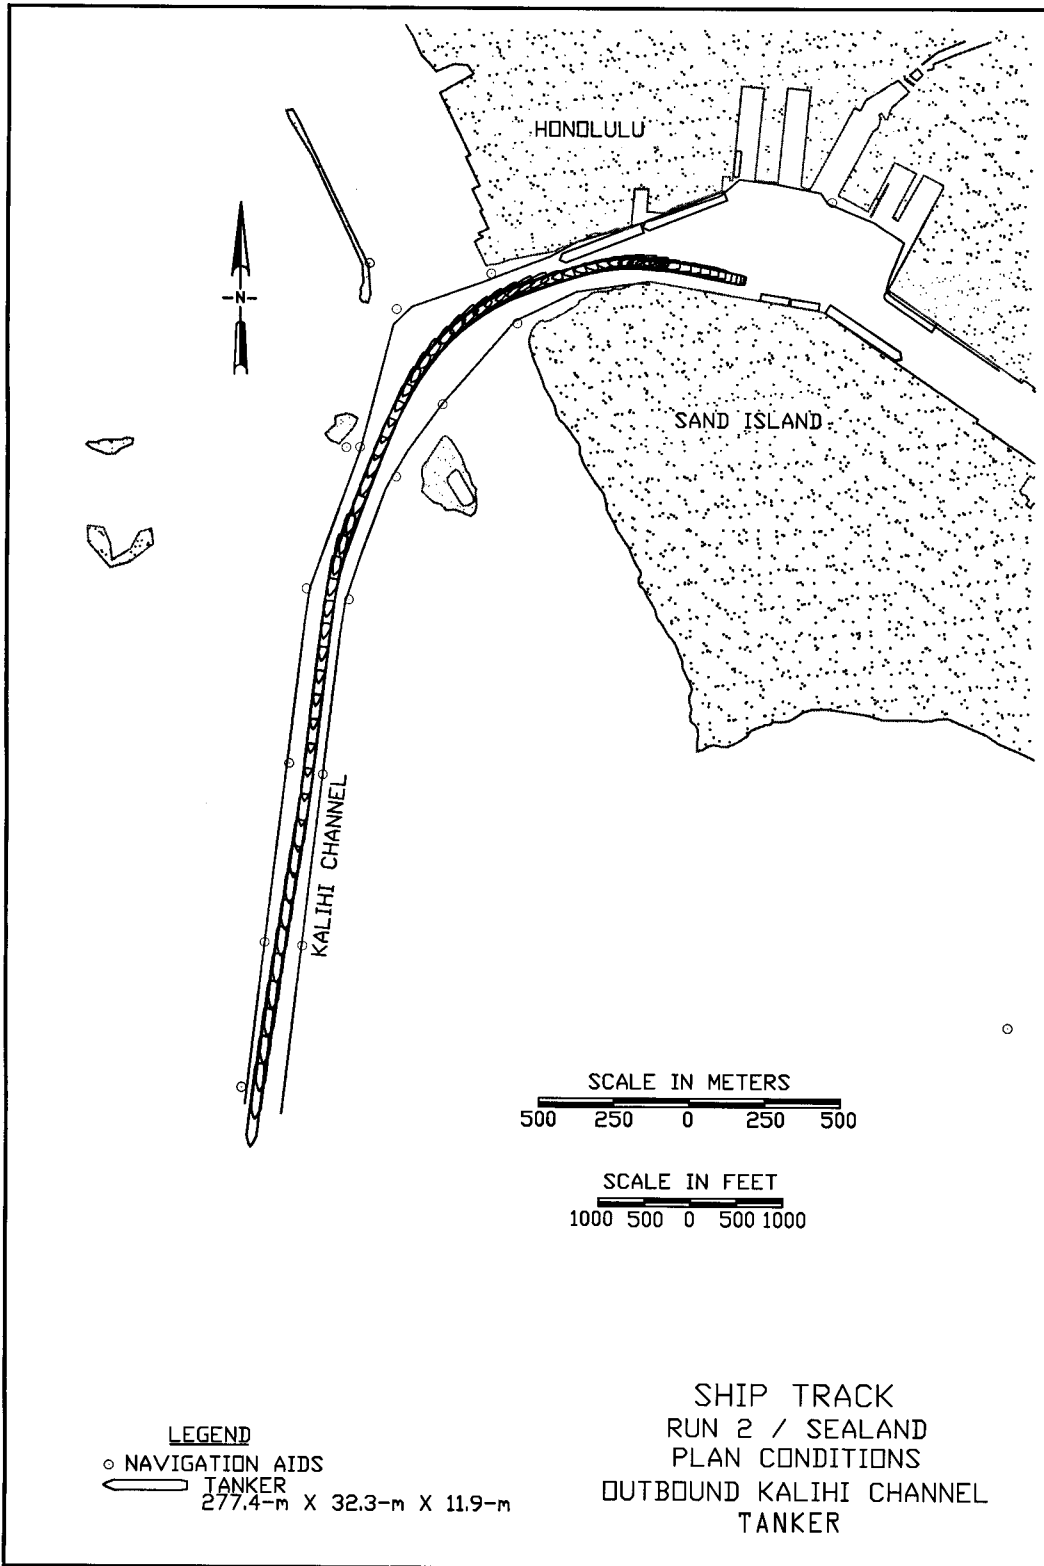 HONOLULU
-N-
SAND ISLAND
KALIHI CHANNEL
SCALE IN METERS
500 250 0 250 500
SCALE IN FEET
1000 500 0 500 1000
LEGEND
NAVIGATION AIDS
TANKER
277.4-m X 32.3-m X 11.9-m
SHIP TRACK
RUN 2 / SEALAND
PLAN CONDITIONS
OUTBOUND KALIHI CHANNEL
TANKER